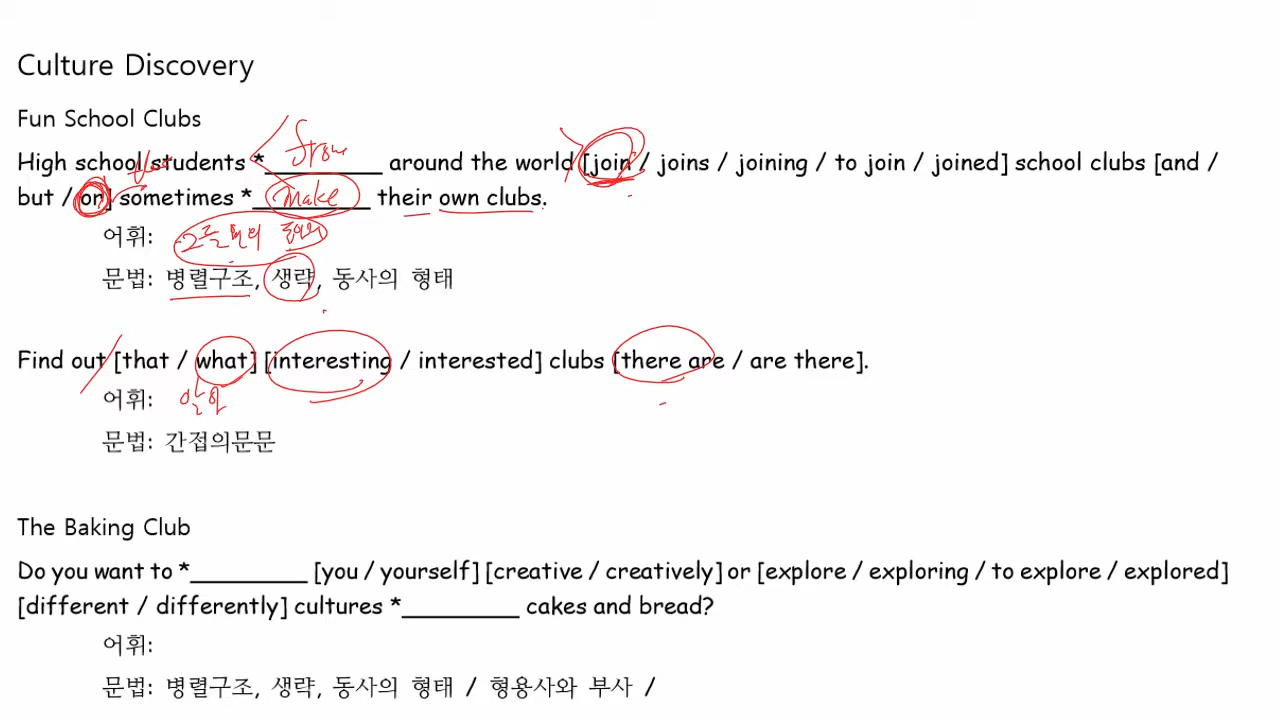 Culture Discovery
Fun School Clubs
High school students * from around the world [join / joins / joining / to join / joined] school clubs [and /
but / or] sometimes * make their own clubs.
어휘:
문법: 병렬구조, 생략, 동사의 형태
Find out [that / what] [interesting / interested] clubs [there are / are there].
어휘:
문법: 간접의문문
The Baking Club
Do you want to *_________ [you / yourself] [creative / creatively] or [explore / exploring / to explore / explored]
[different / differently] cultures *_________ cakes and bread?
어휘:
문법: 병렬구조, 생략, 동사의 형태 / 형용사와 부사 /